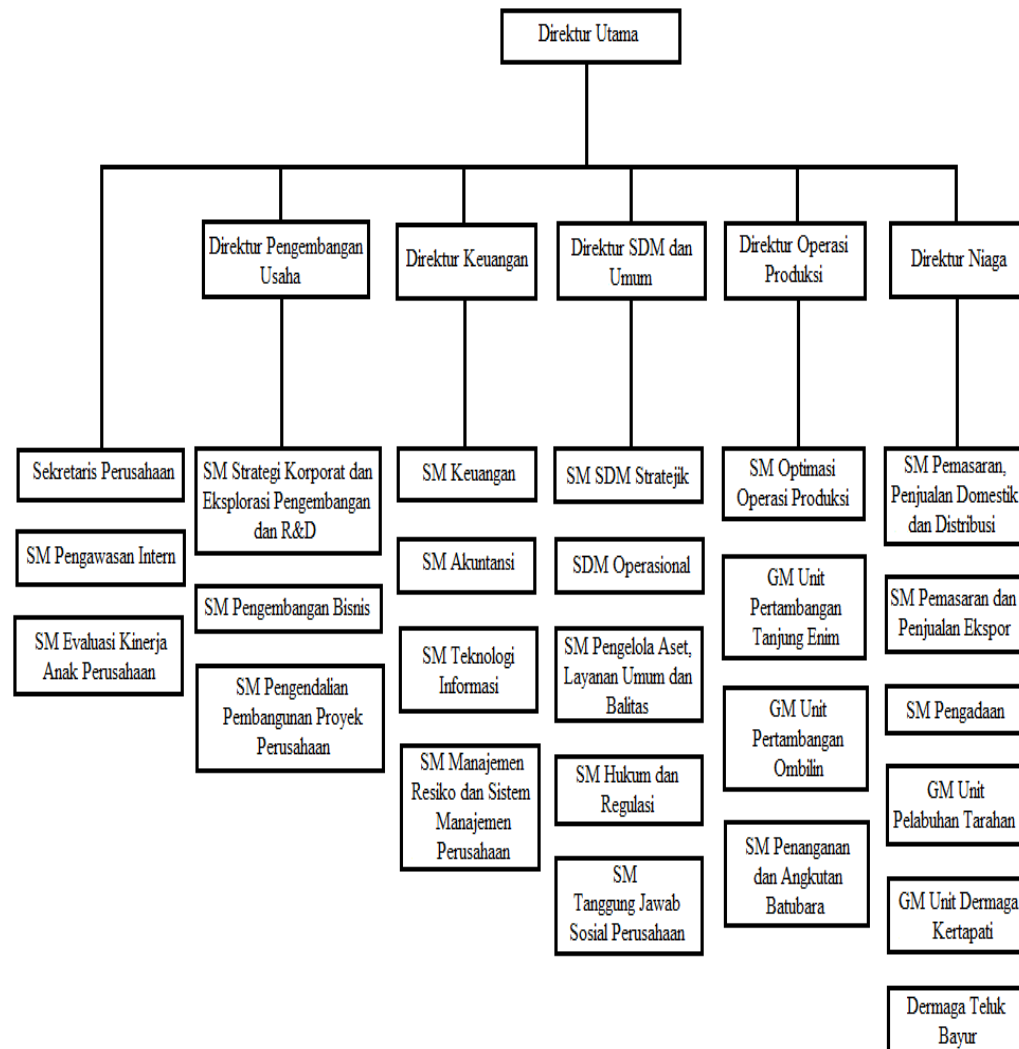 Direktur Utama
Direktur Pengembangan
Usaha
Direktur Keuangan
Direktur SDM dan
Umum
Direktur Operasi
Produksi
Direktur Niaga
Sekretaris Perusahaan
SM Pengawasan Intern
SM Evaluasi Kinerja
Anak Perusahaan
SM Strategi Korporat dan
Eksplorasi Pengembangan
dan R&D
SM Pengembangan Bisnis
SM Pengendalian
Pembangunan Proyek
Perusahaan
SM Keuangan
SM Akuntansi
SM Teknologi
Informasi
SM Manajemen
Resiko dan Sistem
Manajemen
Perusahaan
SM SDM Stratejik
SDM Operasional
SM Pengelola Aset,
Layanan Umum dan
Balitas
SM Hukum dan
Regulasi
SM
Tanggung Jawab
Sosial Perusahaan
SM Optimasi
Operasi Produksi
GM Unit
Pertambangan
Tanjung Enim
GM Unit
Pertambangan
Ombilin
SM Penanganan
dan Angkutan
Batubara
SM Pemasaran,
Penjualan Domestik
dan Distribusi
SM Pemasaran dan
Penjualan Ekspor
SM Pengadaan
GM Unit
Pelabuhan Tarahan
GM Unit Dermaga
Kertapati
Dermaga Teluk
Bayur